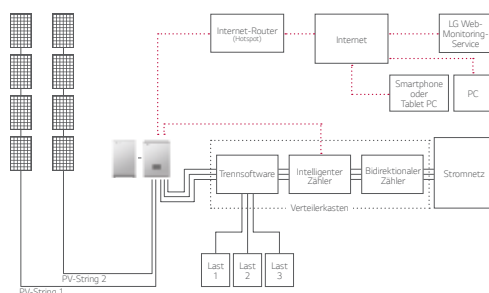 Internet-Router
(Hotspot)
Internet
LG Web-
Monitoring-
Service
Smartphone
oder
Tablet PC
PC
Trennsoftware
Intelligenter
Zähler
Bidirektionaler
Zähler
Stromnetz
Verteilerkasten
Last
1
Last
2
Last
3
PV-String 2
PV-String 1